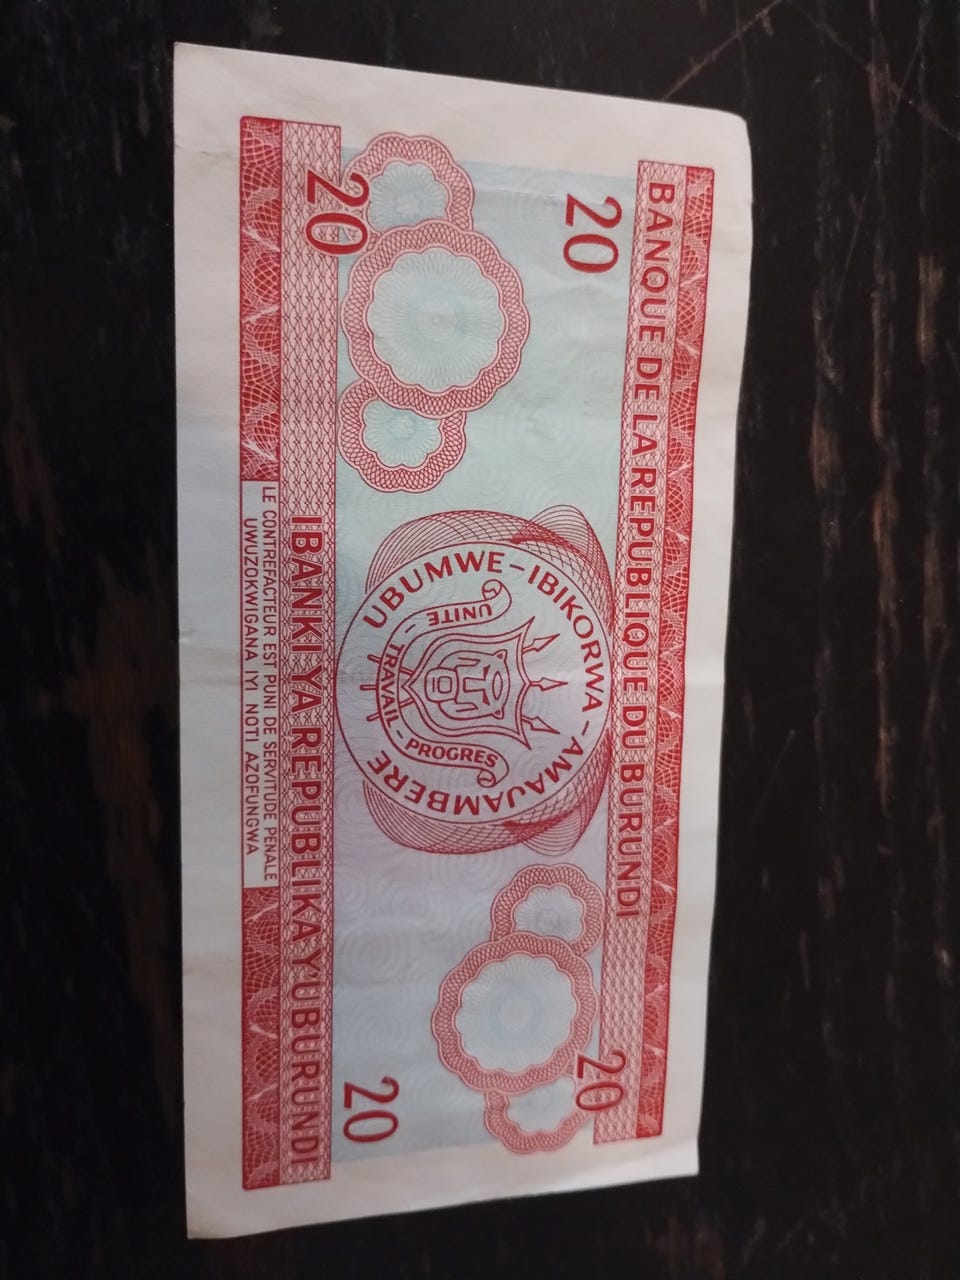 BANQUE DE LA REPUBLIQUE DU BURUNDI
20
20
UBUMWE - IBIKORWA - AMAJAMBERE
UNITE - TRAVAIL - PROGRES
20
20
IBANKI YA REPUBLIKA Y'UBURUNDI
LE CONTREFACTEUR EST PUNI DE SERVITUDE PENALE
UWUZOKWIGANA IYI NOTI AZOFUNGWA